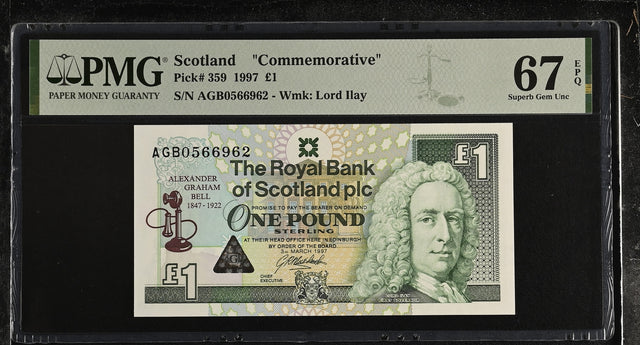 PMG
PAPER MONEY GUARANTY
Scotland "Commemorative"
Pick# 359 1997 £1
S/N AGB0566962 - Wmk: Lord Ilay
67
EPQ
Superb Gem Unc
AGB0566962
£1
The Royal Bank
of Scotland plc
ALEXANDER
GRAHAM
BELL
1847 - 1922
PROMISE TO PAY THE BEARER ON DEMAND
ONE POUND
STERLING
AT THEIR HEAD OFFICE HERE IN EDINBURGH
BY ORDER OF THE BOARD
3RD MARCH 1997
CHIEF
EXECUTIVE
£1